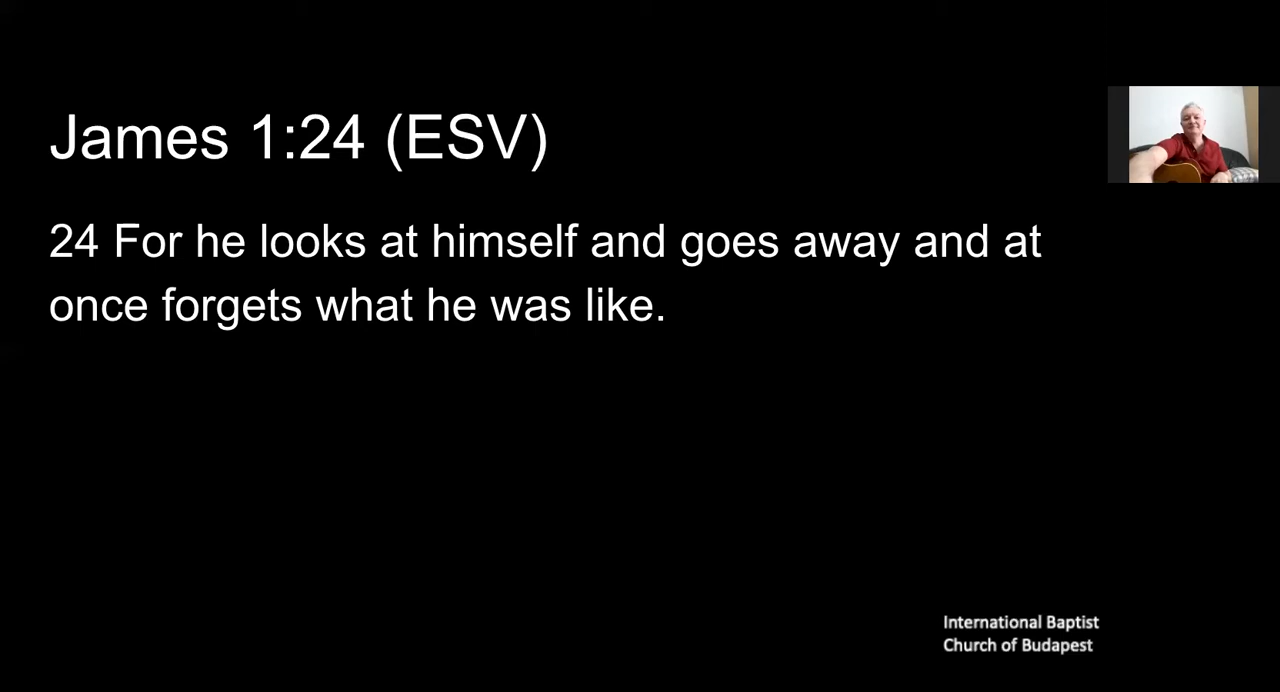 James 1:24 (ESV)
24 For he looks at himself and goes away and at
once forgets what he was like.
International Baptist
Church of Budapest